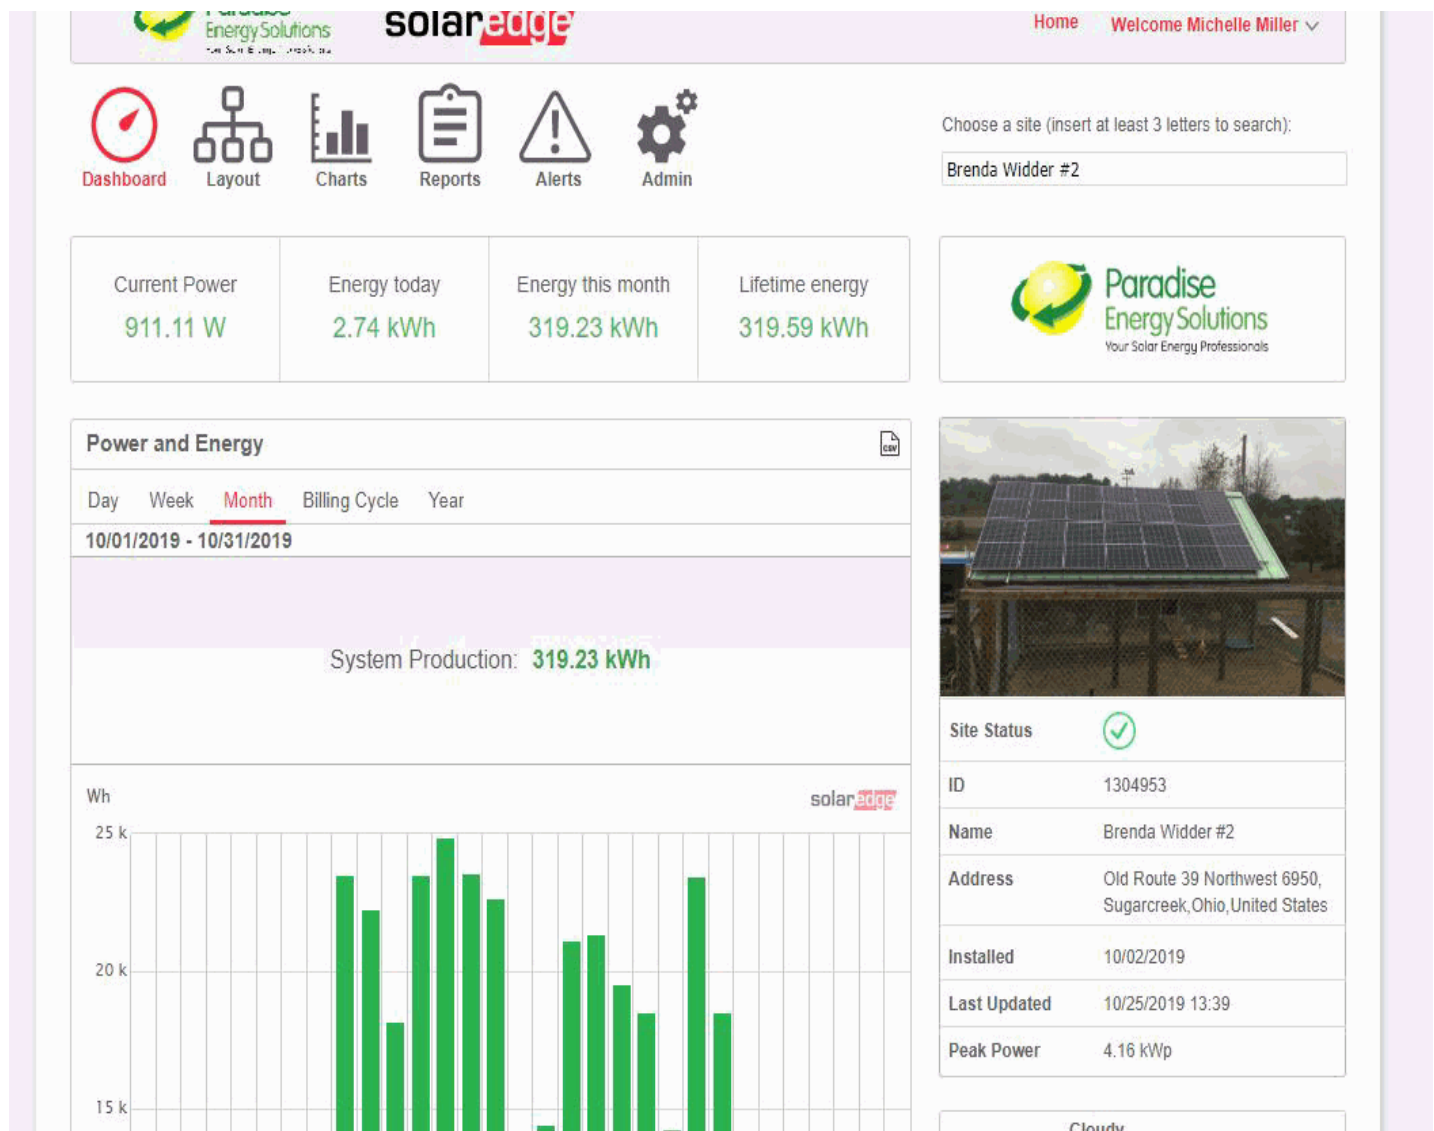 Paradise
Energy Solutions
solaredge
Home Welcome Michelle Miller
Dashboard Layout Charts Reports Alerts Admin
Choose a site (insert at least 3 letters to search):
Brenda Widder #2
Current Power Energy today Energy this month Lifetime energy
911.11 W 2.74 kWh 319.23 kWh 319.59 kWh
Paradise
Energy Solutions
Your Solar Energy Professionals
Power and Energy
CSV
Day Week Month Billing Cycle Year
10/01/2019 - 10/31/2019
System Production: 319.23 kWh
Wh
solaredge
25 k
20 k
15 k
Site Status
ID 1304953
Name Brenda Widder #2
Address Old Route 39 Northwest 6950,
Sugarcreek,Ohio,United States
Installed 10/02/2019
Last Updated 10/25/2019 13:39
Peak Power 4.16 kWp
Cloudy